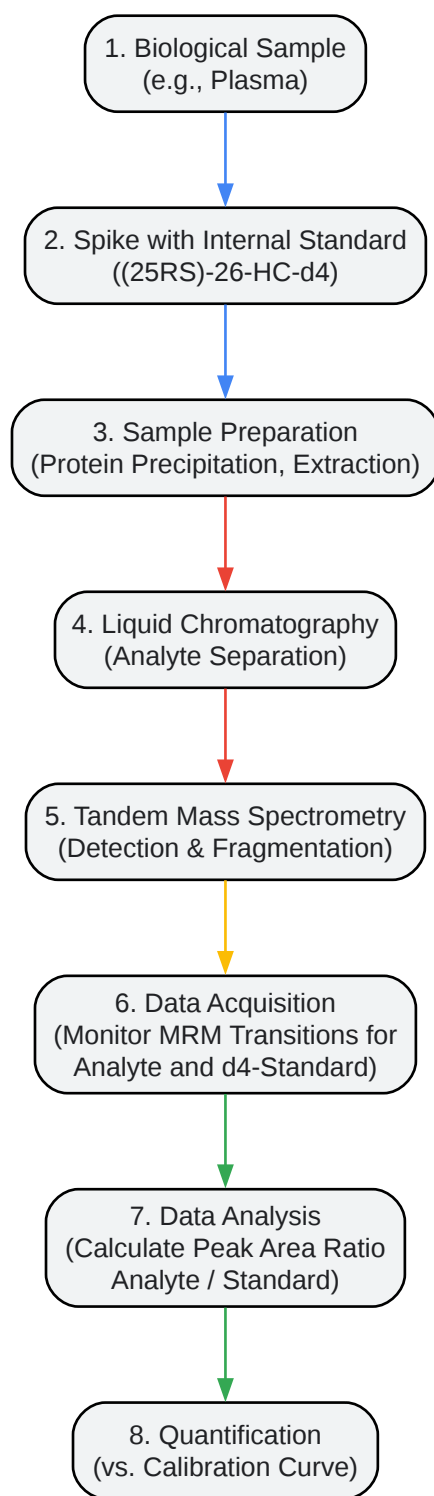 1. Biological Sample
(e.g., Plasma)
2. Spike with Internal Standard
((25RS)-26-HC-d4)
3. Sample Preparation
(Protein Precipitation, Extraction)
4. Liquid Chromatography
(Analyte Separation)
5. Tandem Mass Spectrometry
(Detection & Fragmentation)
6. Data Acquisition
(Monitor MRM Transitions for
Analyte and d4-Standard)
7. Data Analysis
(Calculate Peak Area Ratio
Analyte / Standard)
8. Quantification
(vs. Calibration Curve)